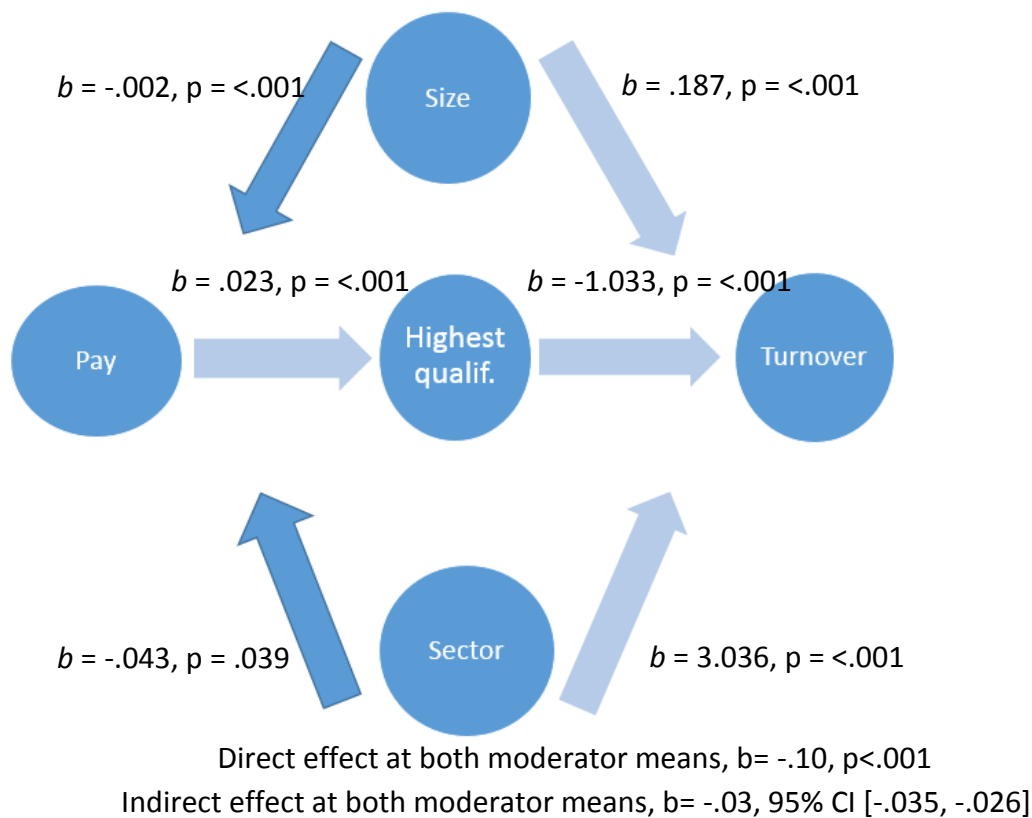 b = -.002, p = <.001
Size
b = .187, p = <.001
b = .023, p = <.001
b = -1.033, p = <.001
Pay
Highest
qualif.
Turnover
b = -.043, p = .039
Sector
b = 3.036, p = <.001
Direct effect at both moderator means, b= -.10, p<.001
Indirect effect at both moderator means, b= -.03, 95% CI [-.035, -.026]